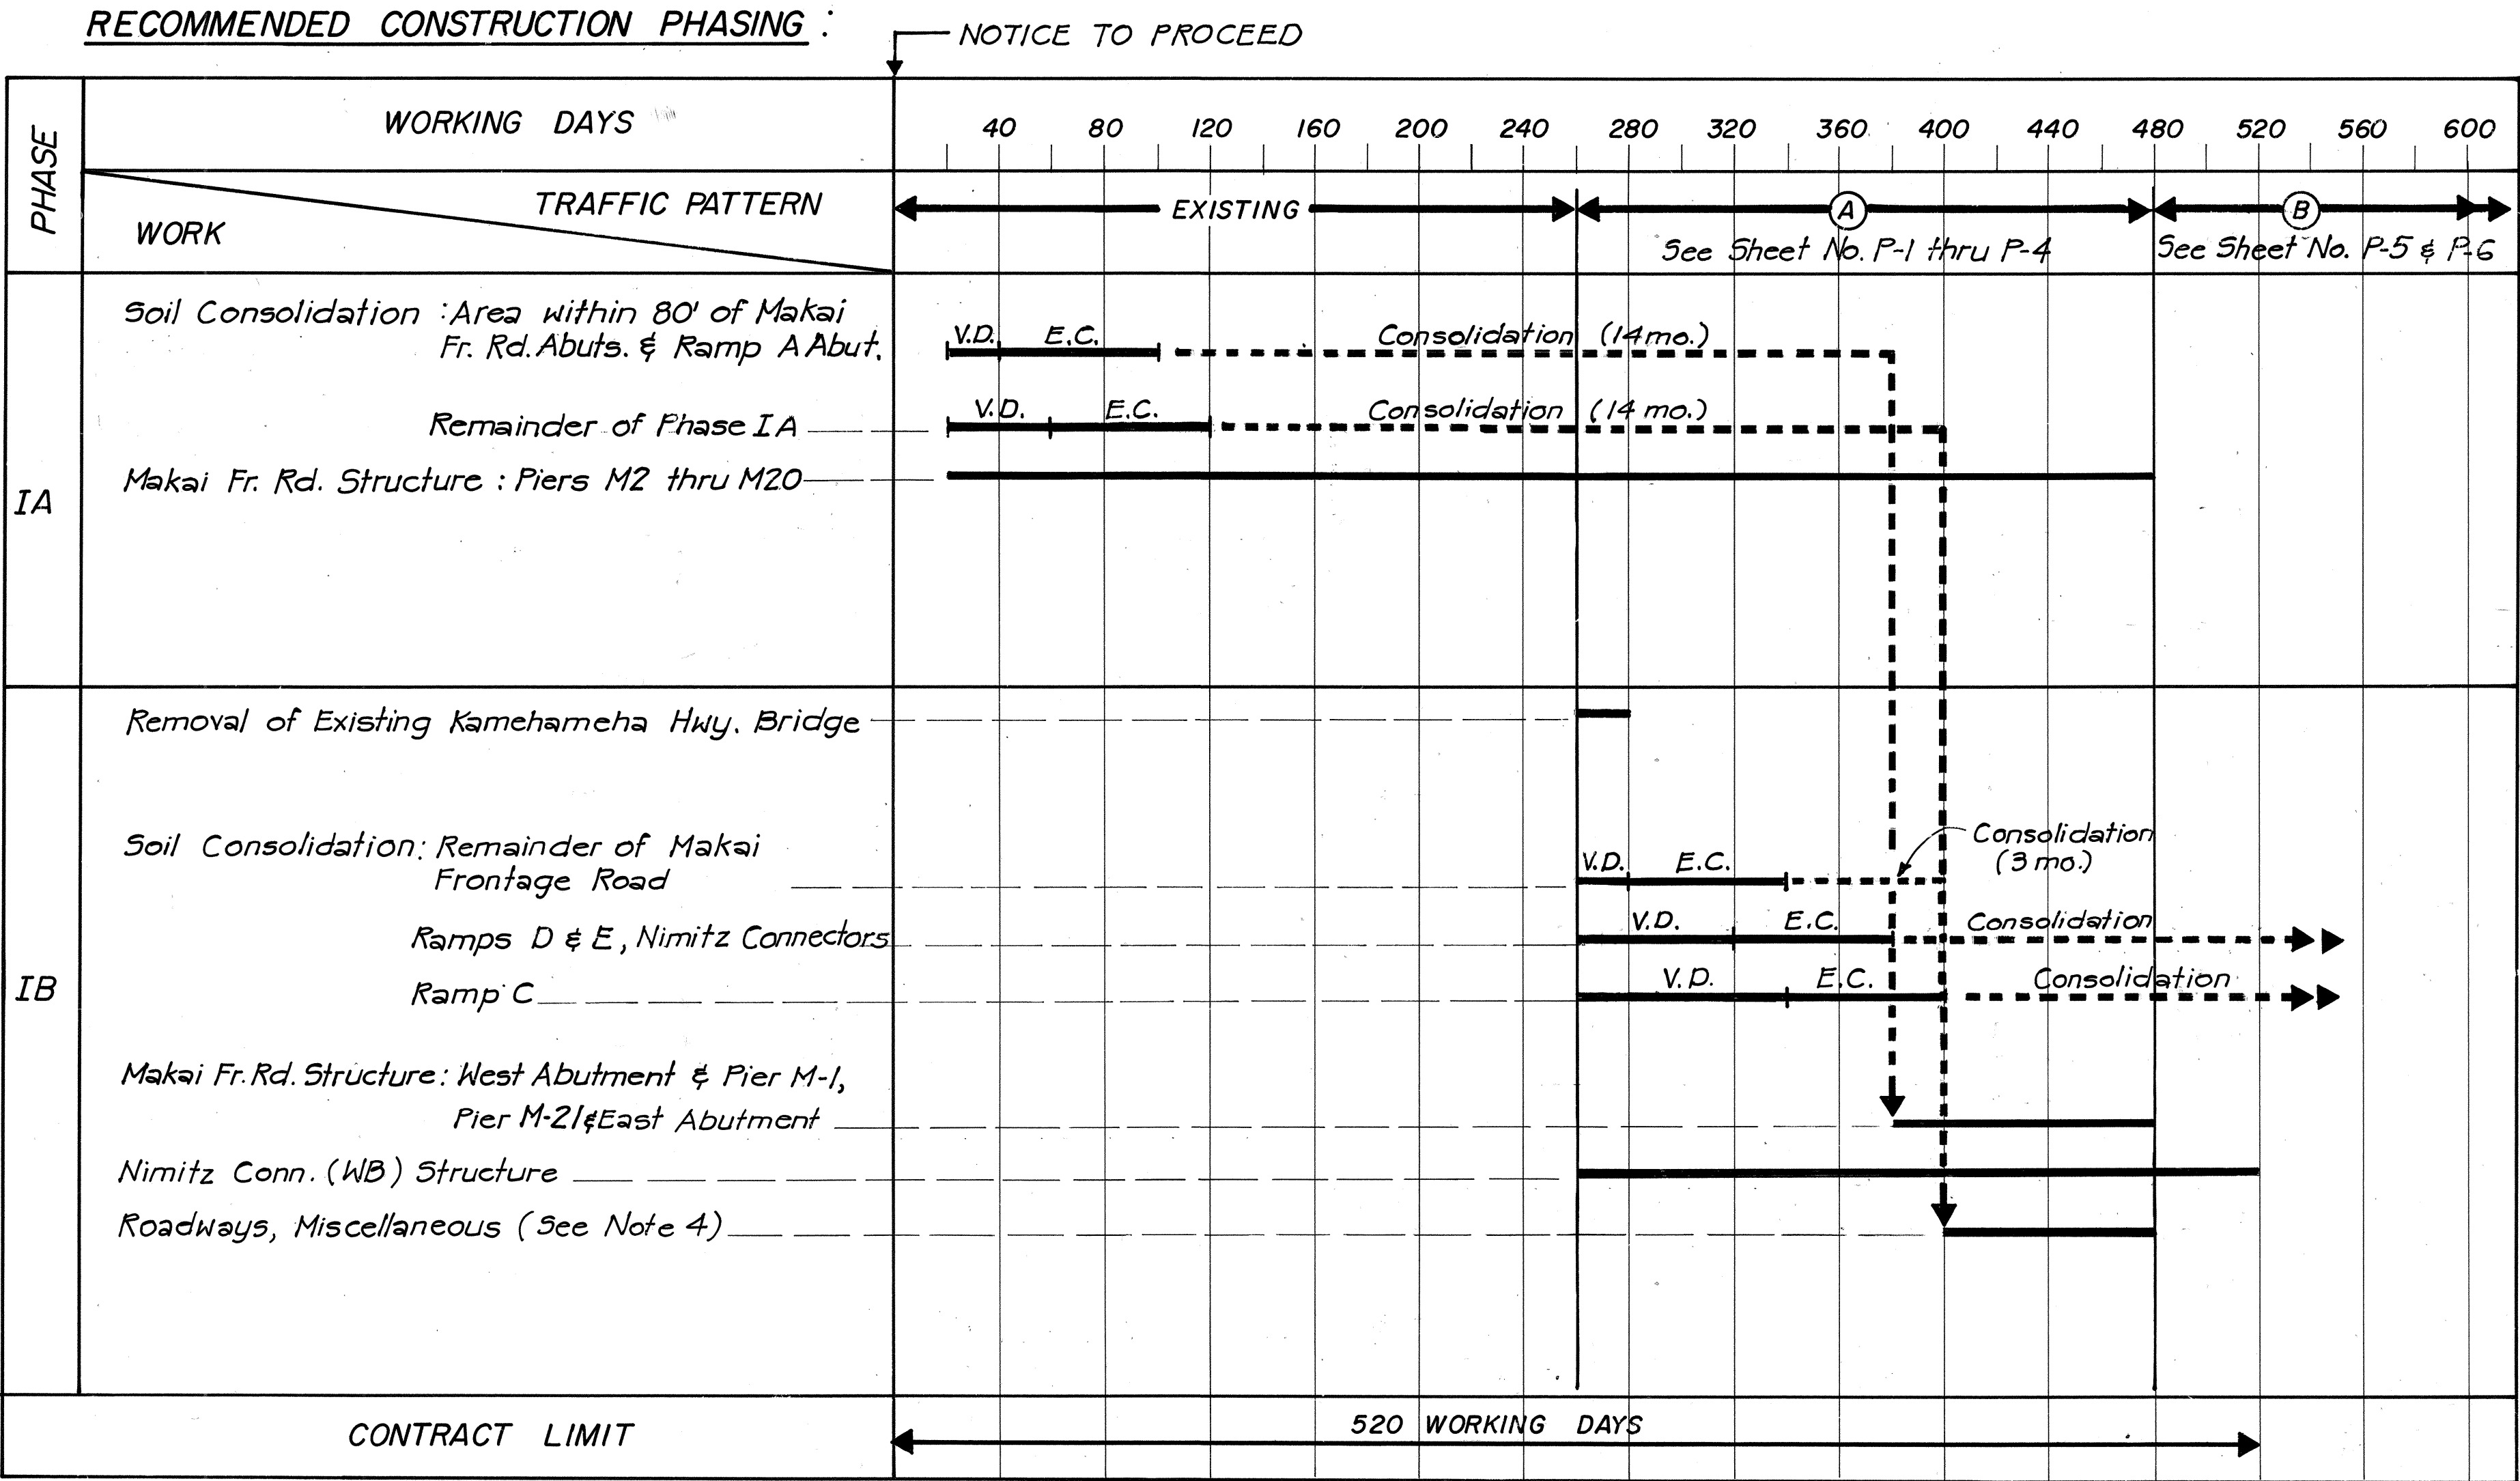 RECOMMENDED CONSTRUCTION PHASING :
NOTICE TO PROCEED
PHASE
WORKING DAYS
40 80 120 160 200 240 280 320 360 400 440 480 520 560 600
TRAFFIC PATTERN
WORK
EXISTING
A
B
See Sheet No. P-1 thru P-4
See Sheet No. P-5 & P-6
IA
Soil Consolidation : Area within 80' of Makai
Fr. Rd. Abuts. & Ramp A Abut.
V.D. E.C. Consolidation (14 mo.)
Remainder of Phase IA
V.D. E.C. Consolidation (14 mo.)
Makai Fr. Rd. Structure : Piers M2 thru M20
IB
Removal of Existing Kamehameha Hwy. Bridge
Soil Consolidation: Remainder of Makai
Frontage Road
V.D. E.C. Consolidation
(3 mo.)
Ramps D & E, Nimitz Connectors
V.D. E.C. Consolidation
Ramp C
V.D. E.C. Consolidation
Makai Fr. Rd. Structure: West Abutment & Pier M-1,
Pier M-21 & East Abutment
Nimitz Conn. (WB) Structure
Roadways, Miscellaneous (See Note 4)
CONTRACT LIMIT
520 WORKING DAYS